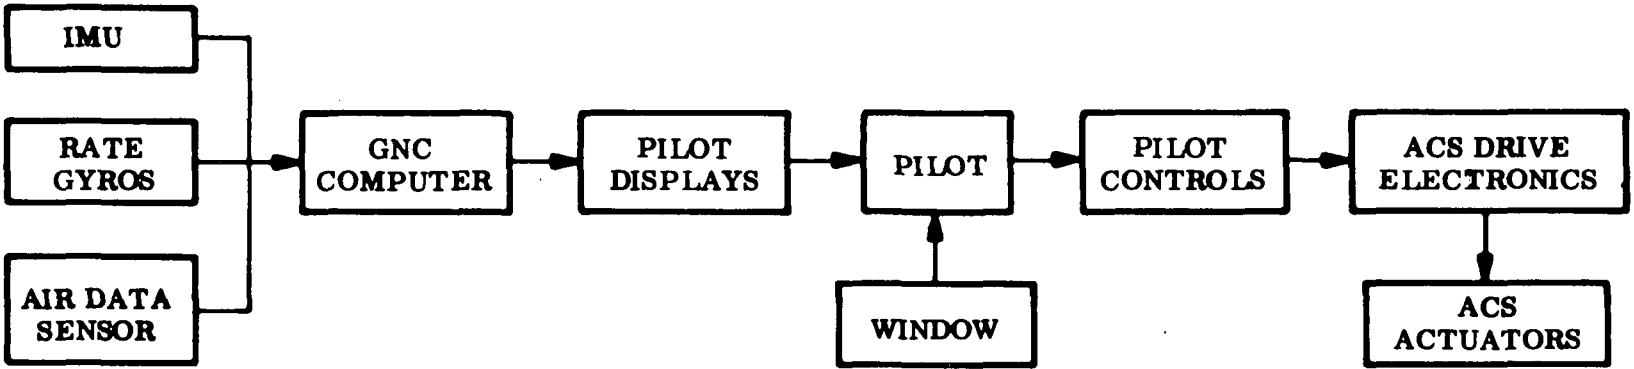 IMU
RATE
GYROS
AIR DATA
SENSOR
GNC
COMPUTER
PILOT
DISPLAYS
PILOT
WINDOW
PILOT
CONTROLS
ACS DRIVE
ELECTRONICS
ACS
ACTUATORS